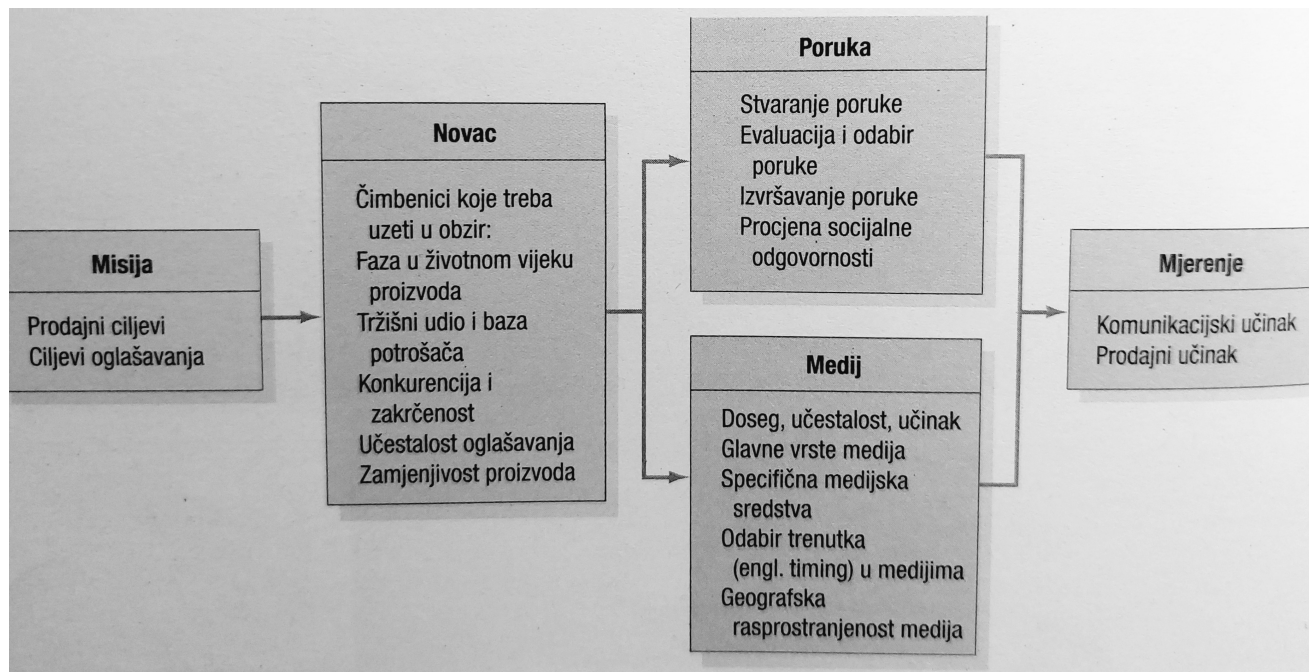 Misija
Prodajni ciljevi
Ciljevi oglašavanja
Novac
Čimbenici koje treba
uzeti u obzir:
Faza u životnom vijeku
proizvoda
Tržišni udio i baza
potrošača
Konkurencija i
zakrčenost
Učestalost oglašavanja
Zamjenjivost proizvoda
Poruka
Stvaranje poruke
Evaluacija i odabir
poruke
Izvršavanje poruke
Procjena socijalne
odgovornosti
Medij
Doseg, učestalost, učinak
Glavne vrste medija
Specifična medijska
sredstva
Odabir trenutka
(engl. timing) u medijima
Geografska
rasprostranjenost medija
Mjerenje
Komunikacijski učinak
Prodajni učinak